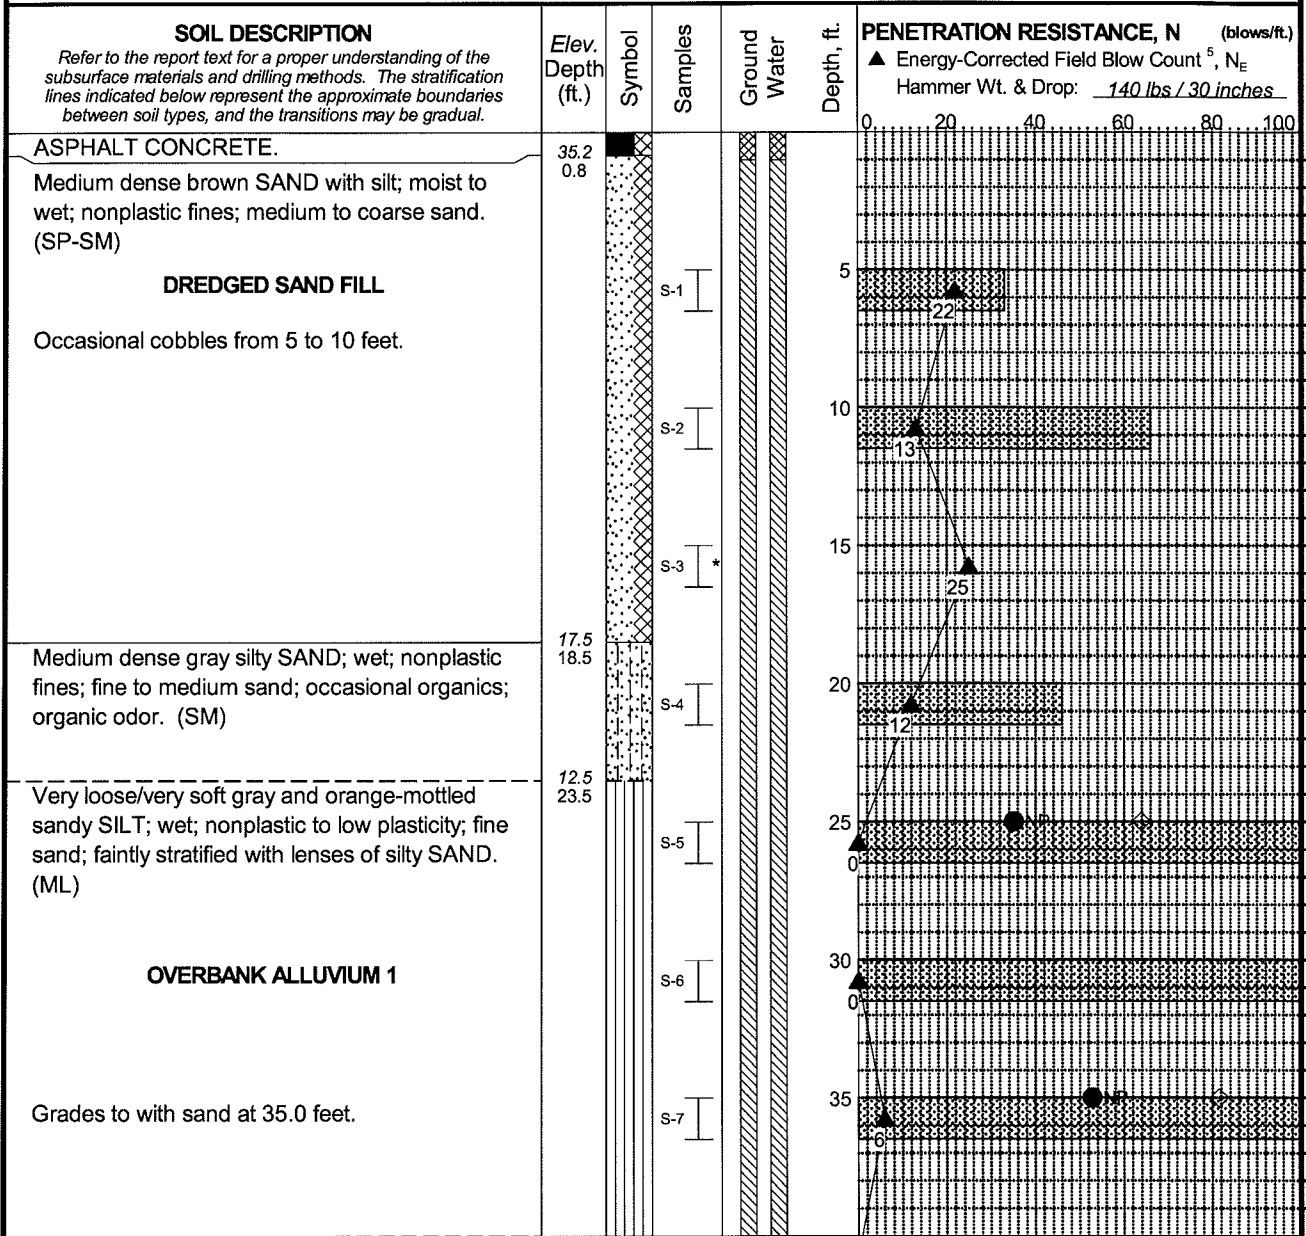 SOIL DESCRIPTION
Refer to the report text for a proper understanding of the
subsurface materials and drilling methods. The stratification
lines indicated below represent the approximate boundaries
between soil types, and the transitions may be gradual.
Elev.
Depth
(ft.)
Symbol
Samples
Ground
Water
Depth, ft.
PENETRATION RESISTANCE, N (blows/ft.)
▲ Energy-Corrected Field Blow Count 5, NE
Hammer Wt. & Drop: 140 lbs / 30 inches
0 20 40 60 80 100
ASPHALT CONCRETE.
35.2
0.8
Medium dense brown SAND with silt; moist to
wet; nonplastic fines; medium to coarse sand.
(SP-SM)
DREDGED SAND FILL
S-1
5
22
Occasional cobbles from 5 to 10 feet.
10
S-2
13
15
S-3 *
25
17.5
18.5
Medium dense gray silty SAND; wet; nonplastic
fines; fine to medium sand; occasional organics;
organic odor. (SM)
20
S-4
12
12.5
23.5
Very loose/very soft gray and orange-mottled
sandy SILT; wet; nonplastic to low plasticity; fine
sand; faintly stratified with lenses of silty SAND.
(ML)
25
NP
S-5
0
OVERBANK ALLUVIUM 1
30
S-6
0
Grades to with sand at 35.0 feet.
35
NP
S-7
6